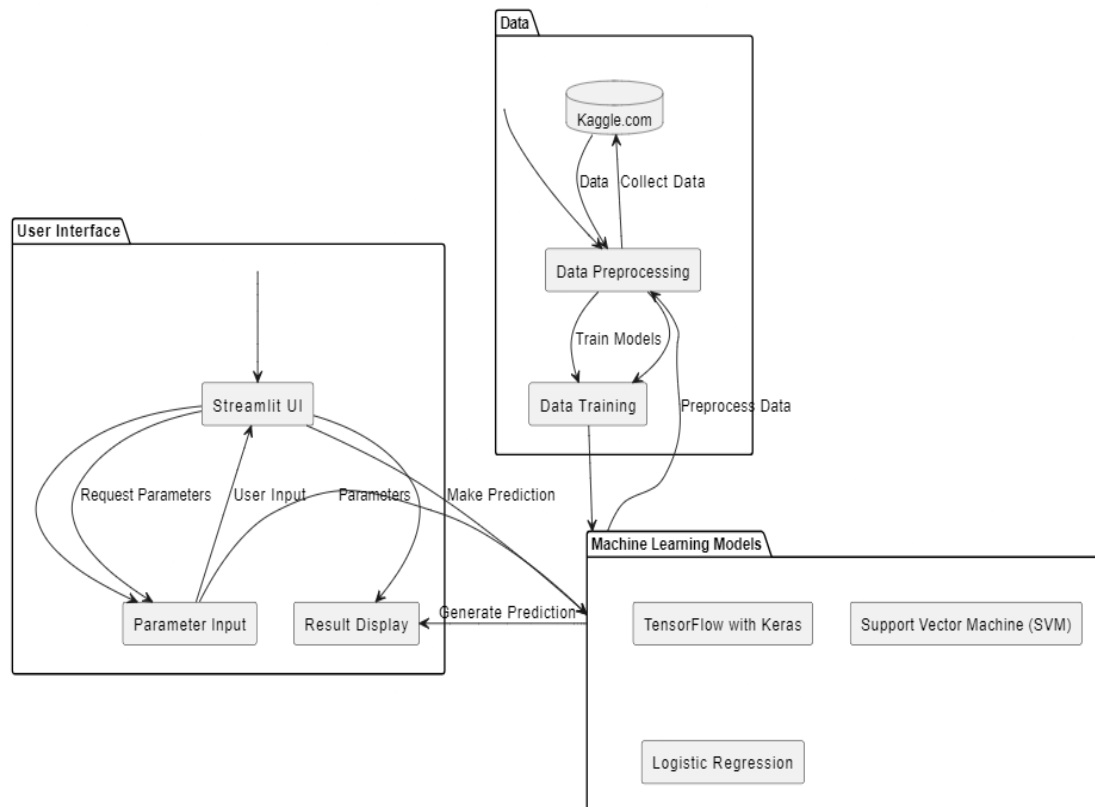 Data
Kaggle.com
Data
Collect Data
User Interface
Data Preprocessing
Train Models
Streamlit UI
Data Training
Preprocess Data
Request Parameters
User Input
Parameters
Make Prediction
Machine Learning Models
Generate Prediction
Parameter Input
Result Display
TensorFlow with Keras
Support Vector Machine (SVM)
Logistic Regression